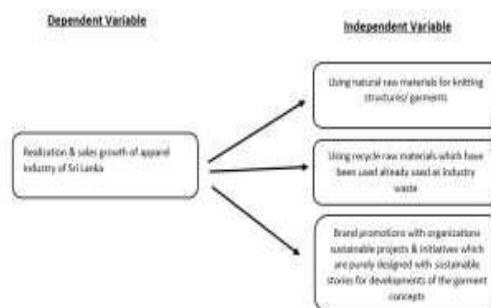 Dependent Variable
Independent Variable
Using natural raw materials for knitting
structures/ garments
Realization & sales growth of apparel
industry of Sri Lanka
Using recycle raw materials which have
been used already used as industry
waste
Brand promotions with organizations
sustainable projects & initiatives which
are purely designed with sustainable
stories for developments of the garment
concepts